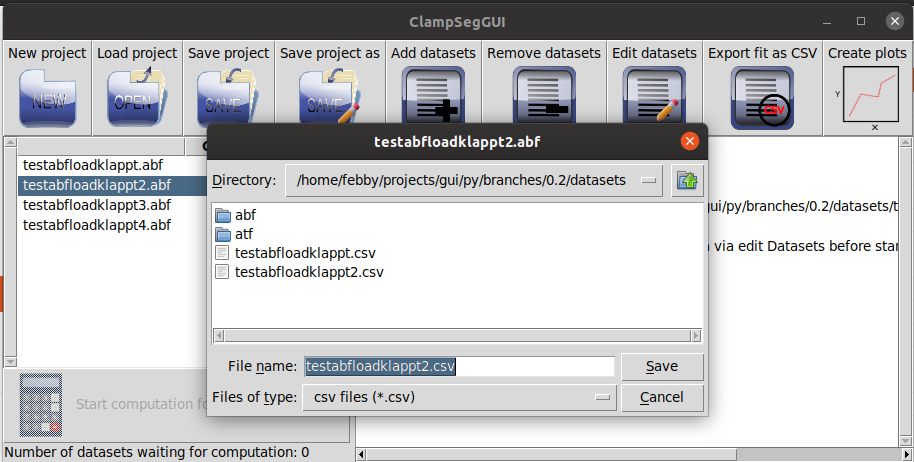 ClampSegGUI
New project Load project Save project Save project as Add datasets Remove datasets Edit datasets Export fit as CSV Create plots
NEW OPEN SAVE SAVE CSV Y X
testabfloadklappt2.abf
testabfloadklappt.abf
testabfloadklappt2.abf
testabfloadklappt3.abf
testabfloadklappt4.abf
Directory: /home/febby/projects/gui/py/branches/0.2/datasets
abf
atf
testabfloadklappt.csv
testabfloadklappt2.csv
File name: testabfloadklappt2.csv Save
Files of type: csv files (*.csv) Cancel
gui/py/branches/0.2/datasets/t
via edit Datasets before star
Start computation fo
Number of datasets waiting for computation: 0